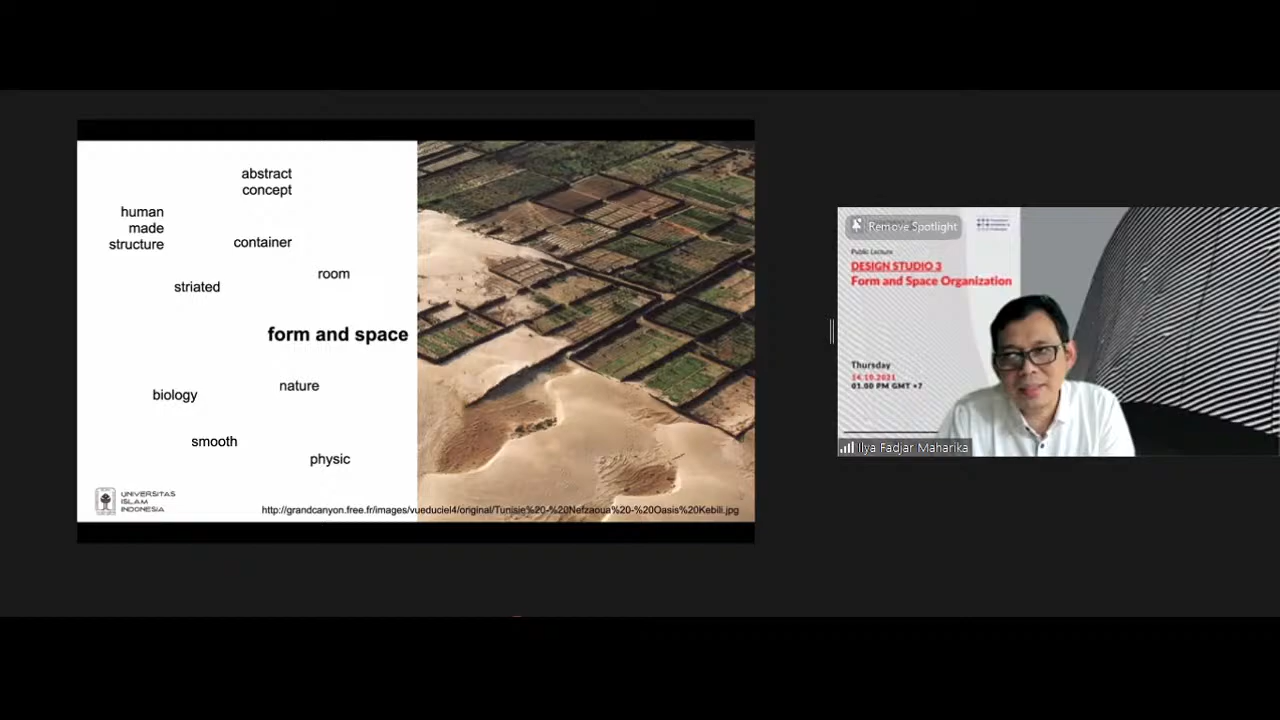 abstract
concept
human
made
structure
container
room
striated
form and space
nature
biology
smooth
physic
UNIVERSITAS
ISLAM
INDONESIA
http://grandcanyon.free.fr/images/vueduciel4/original/Tunisie%20-%20Nefzaoua%20-%20Oasis%20Kebili.jpg
Remove Spotlight
Public Lecture
DESIGN STUDIO 3
Form and Space Organization
Thursday
14.10.2021
01.00 PM GMT +7
Ilya Fadjar Maharika